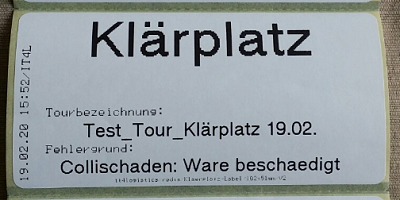 Klärplatz
19.02.20 15:52/IT4L
Tourbezeichnung:
Test_Tour_Klärplatz 19.02.
Fehlergrund:
Collischaden: Ware beschaedigt